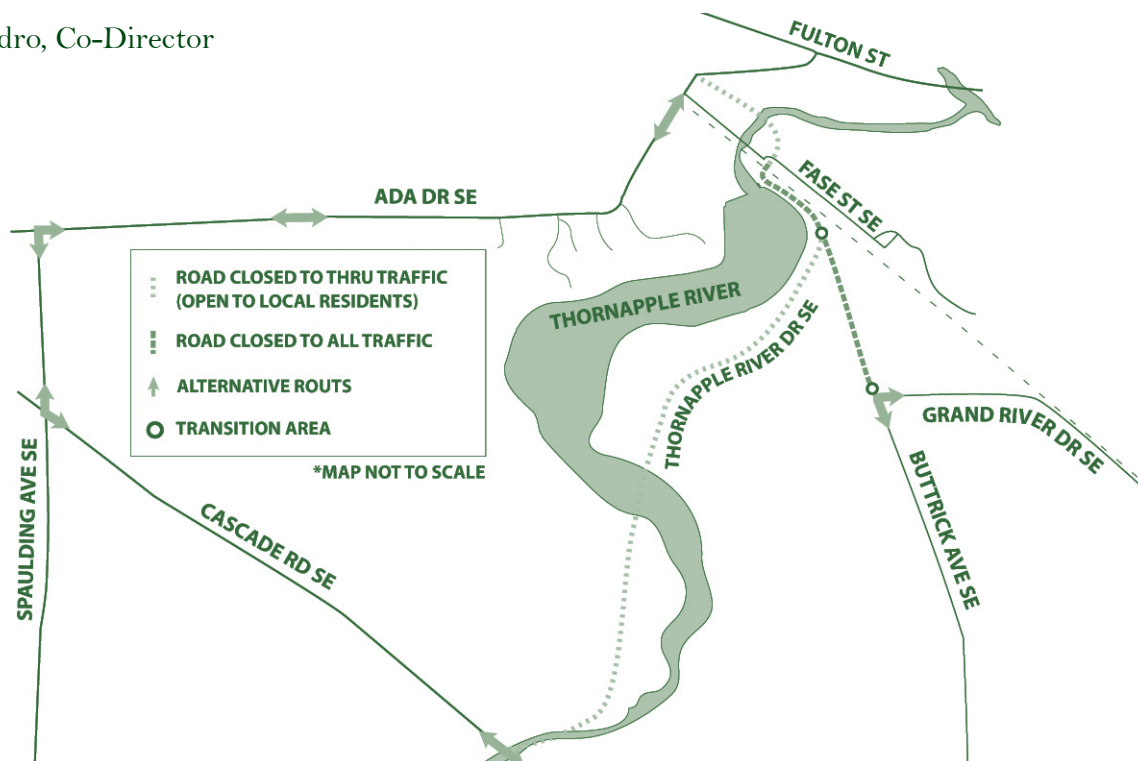 dro, Co-Director
FULTON ST
FASE ST SE
ADA DR SE
ROAD CLOSED TO THRU TRAFFIC
(OPEN TO LOCAL RESIDENTS)
ROAD CLOSED TO ALL TRAFFIC
ALTERNATIVE ROUTS
TRANSITION AREA
*MAP NOT TO SCALE
THORNAPPLE RIVER
THORNAPPLE RIVER DR SE
GRAND RIVER DR SE
BUTTRICK AVE SE
SPAULDING AVE SE
CASCADE RD SE